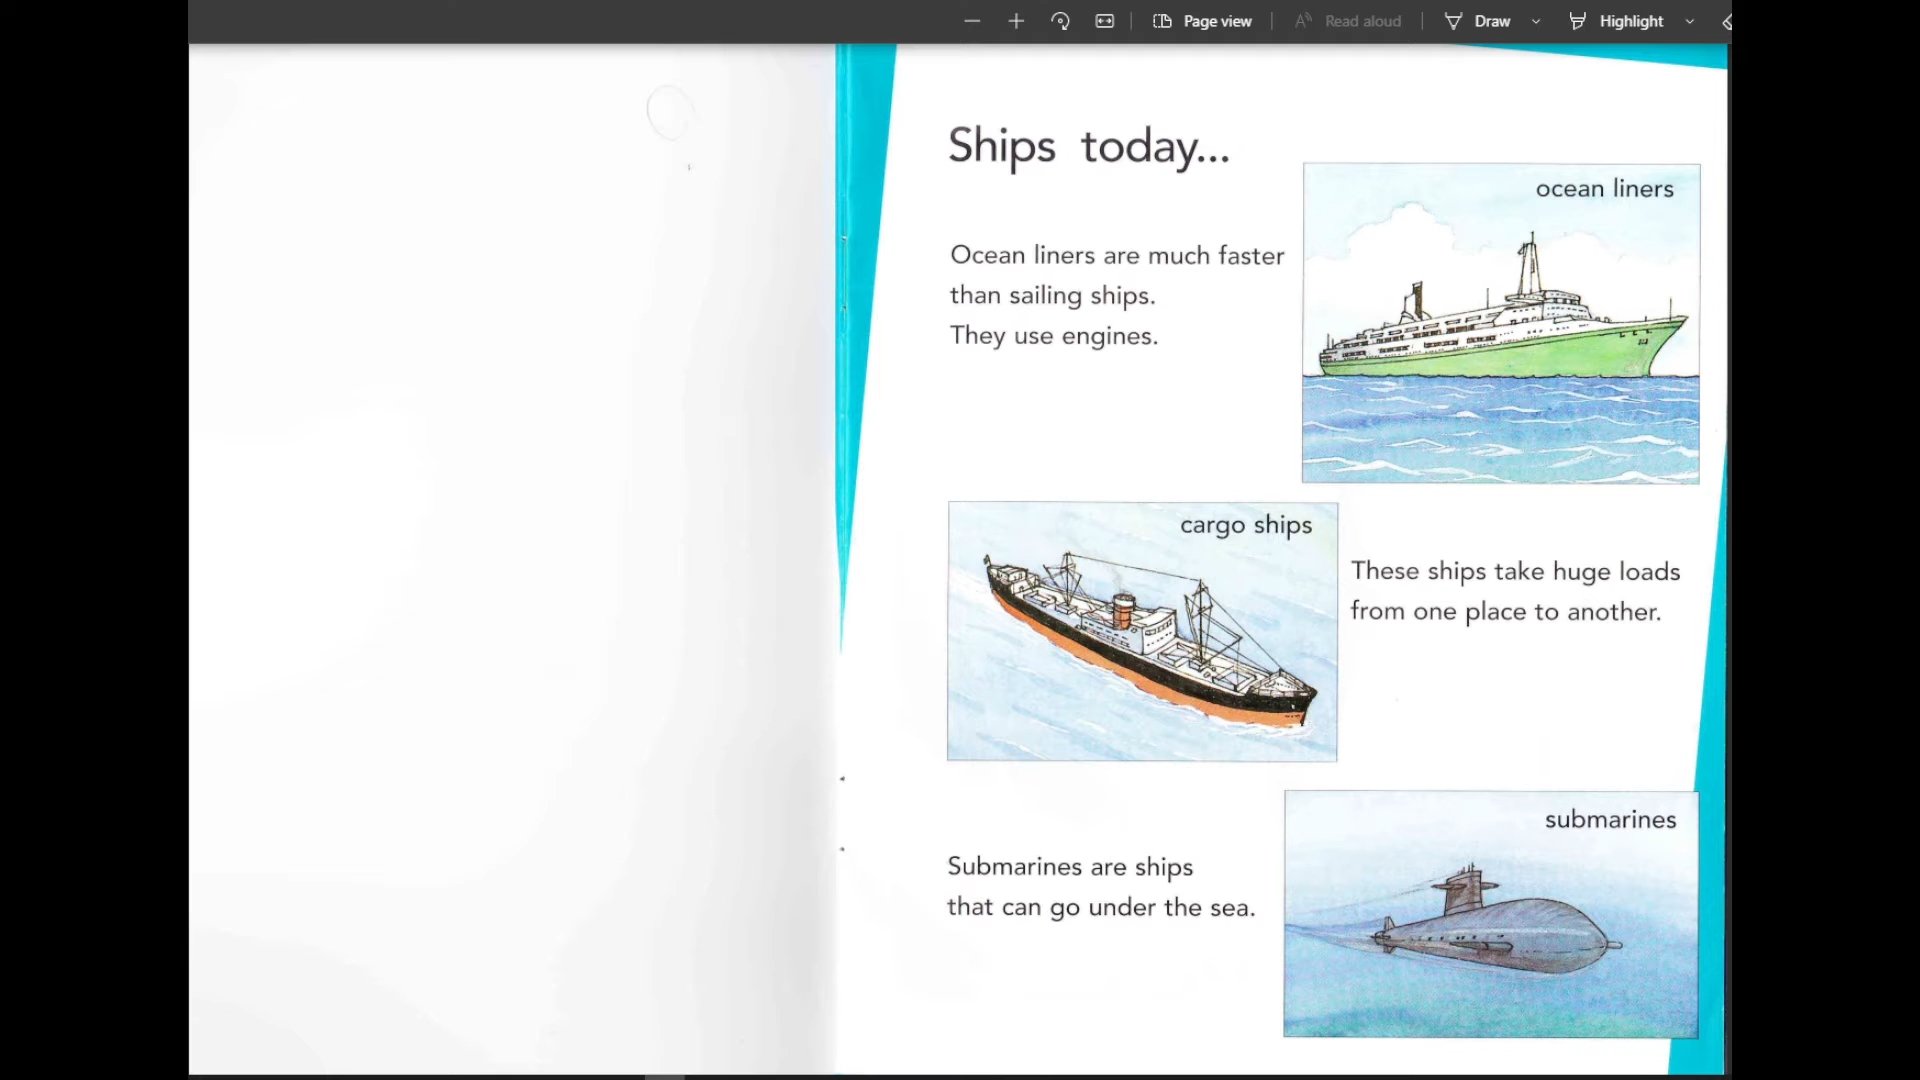 Page view
Read aloud
Draw
Highlight
Ships today...
ocean liners
Ocean liners are much faster
than sailing ships.
They use engines.
cargo ships
These ships take huge loads
from one place to another.
submarines
Submarines are ships
that can go under the sea.